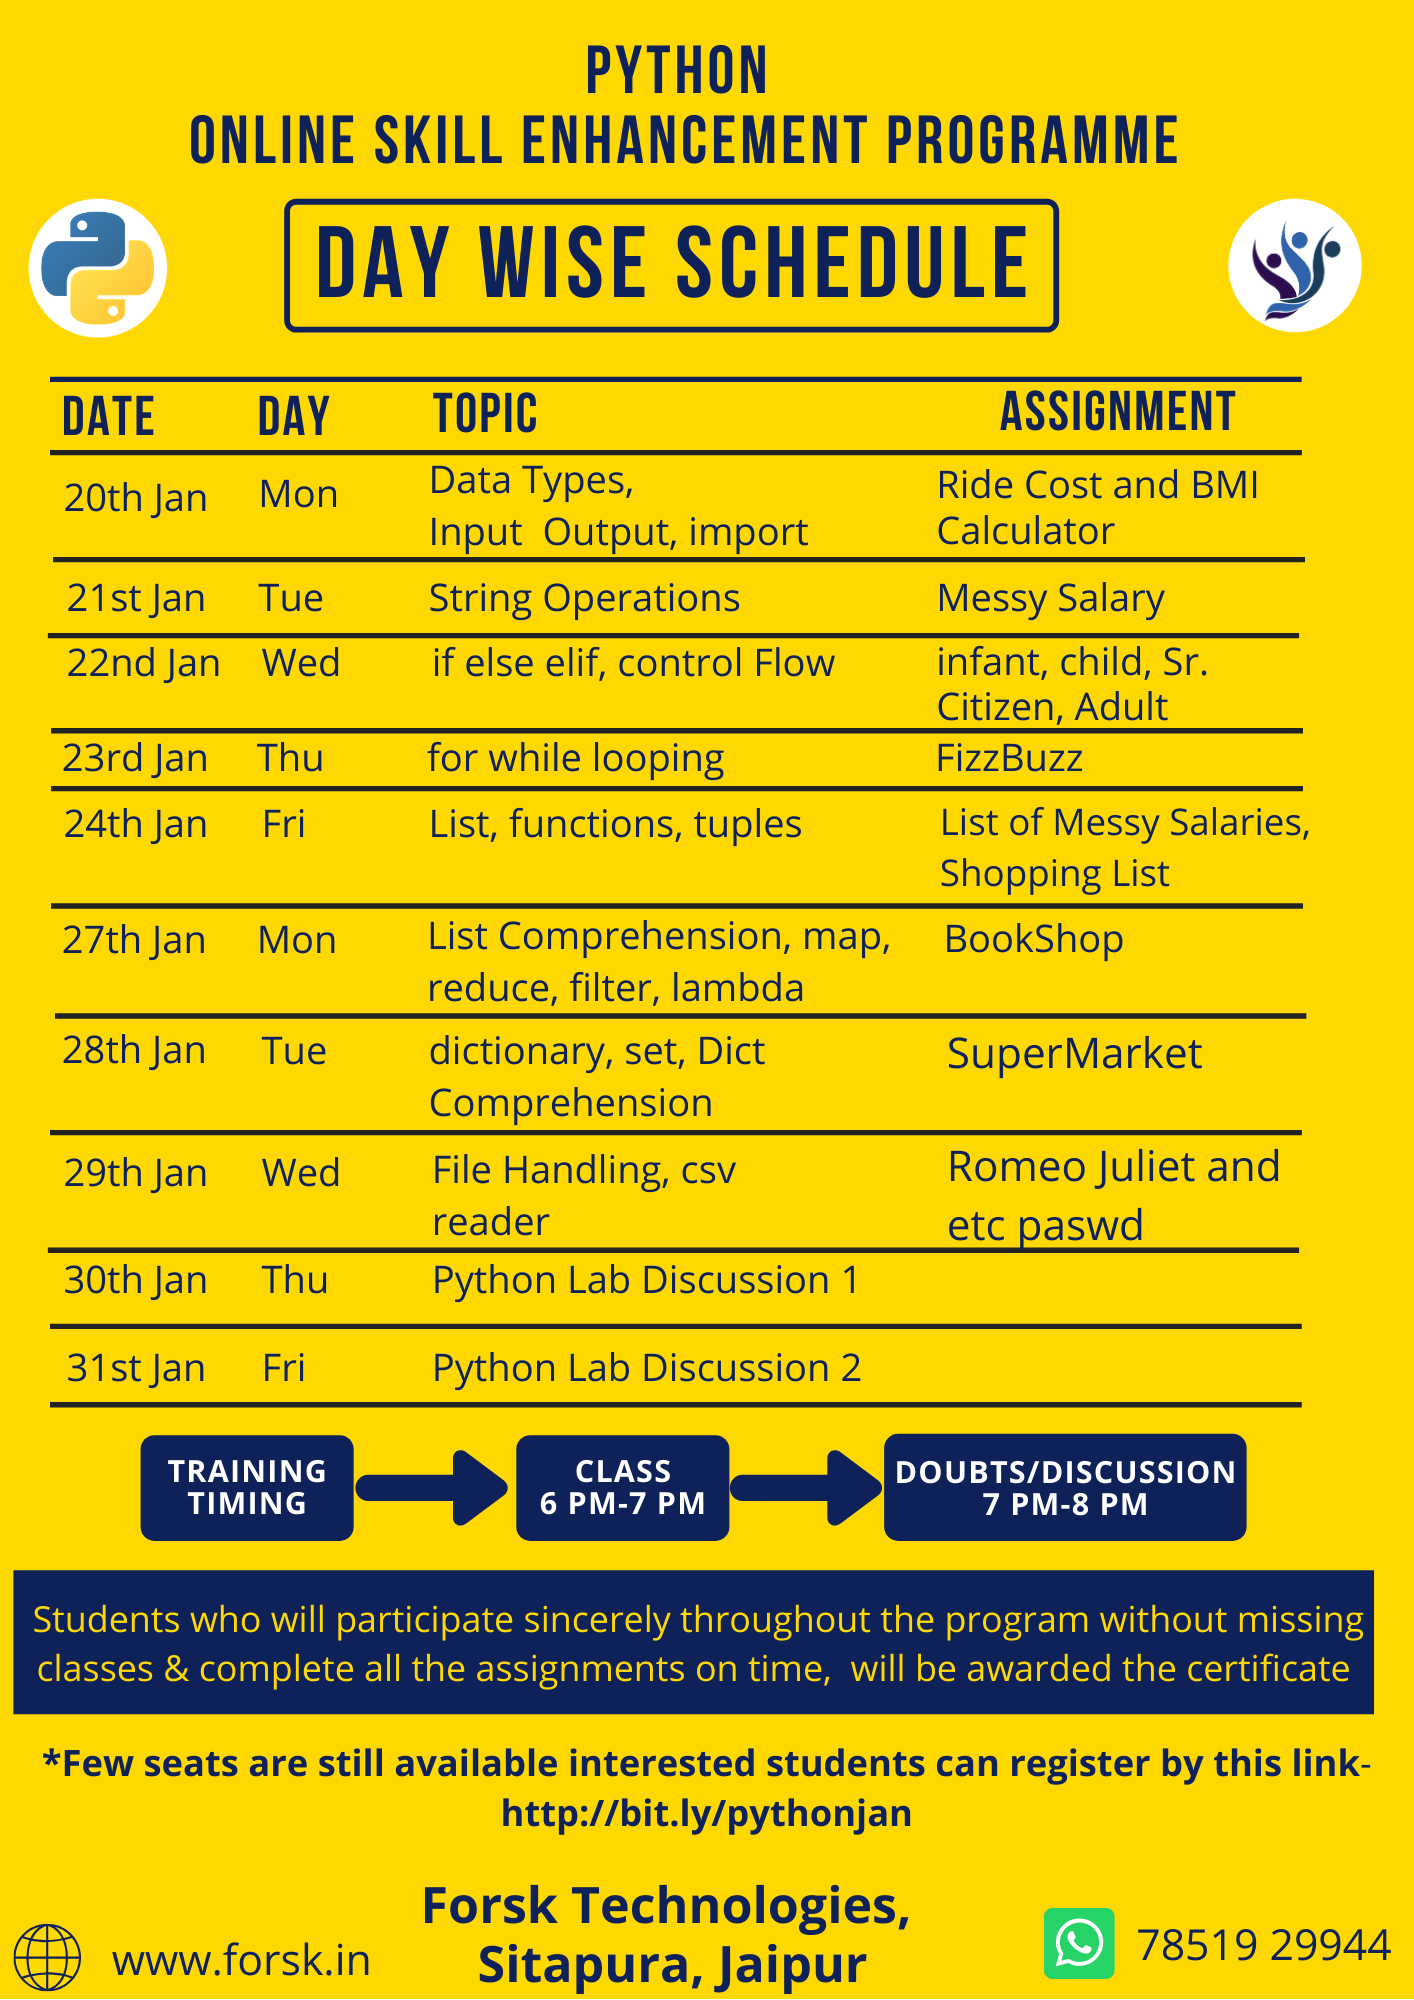 PYTHON
ONLINE SKILL ENHANCEMENT PROGRAMME
DAY WISE SCHEDULE
DATE DAY TOPIC ASSIGNMENT
20th Jan Mon Data Types, Ride Cost and BMI
Input Output, import Calculator
21st Jan Tue String Operations Messy Salary
22nd Jan Wed if else elif, control Flow infant, child, Sr.
Citizen, Adult
23rd Jan Thu for while looping FizzBuzz
24th Jan Fri List, functions, tuples List of Messy Salaries,
Shopping List
27th Jan Mon List Comprehension, map, BookShop
reduce, filter, lambda
28th Jan Tue dictionary, set, Dict SuperMarket
Comprehension
29th Jan Wed File Handling, csv Romeo Juliet and
reader etc paswd
30th Jan Thu Python Lab Discussion 1
31st Jan Fri Python Lab Discussion 2
TRAINING CLASS DOUBTS/DISCUSSION
TIMING 6 PM-7 PM 7 PM-8 PM
Students who will participate sincerely throughout the program without missing
classes & complete all the assignments on time, will be awarded the certificate
*Few seats are still available interested students can register by this link-
http://bit.ly/pythonjan
Forsk Technologies,
Sitapura, Jaipur
www.forsk.in
78519 29944